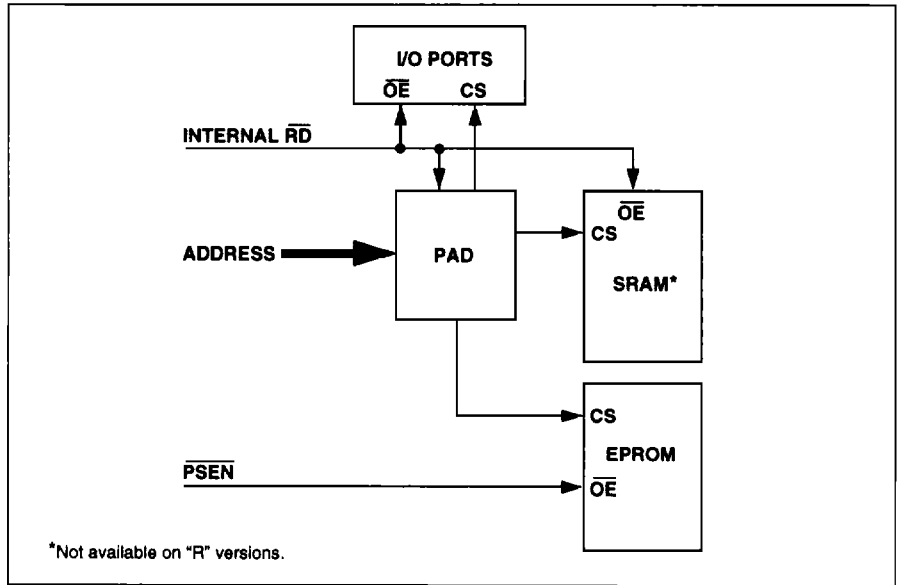 I/O PORTS
OE CS
INTERNAL RD
OE
CS
ADDRESS
PAD
SRAM*
CS
EPROM
PSEN
OE
*Not available on "R" versions.